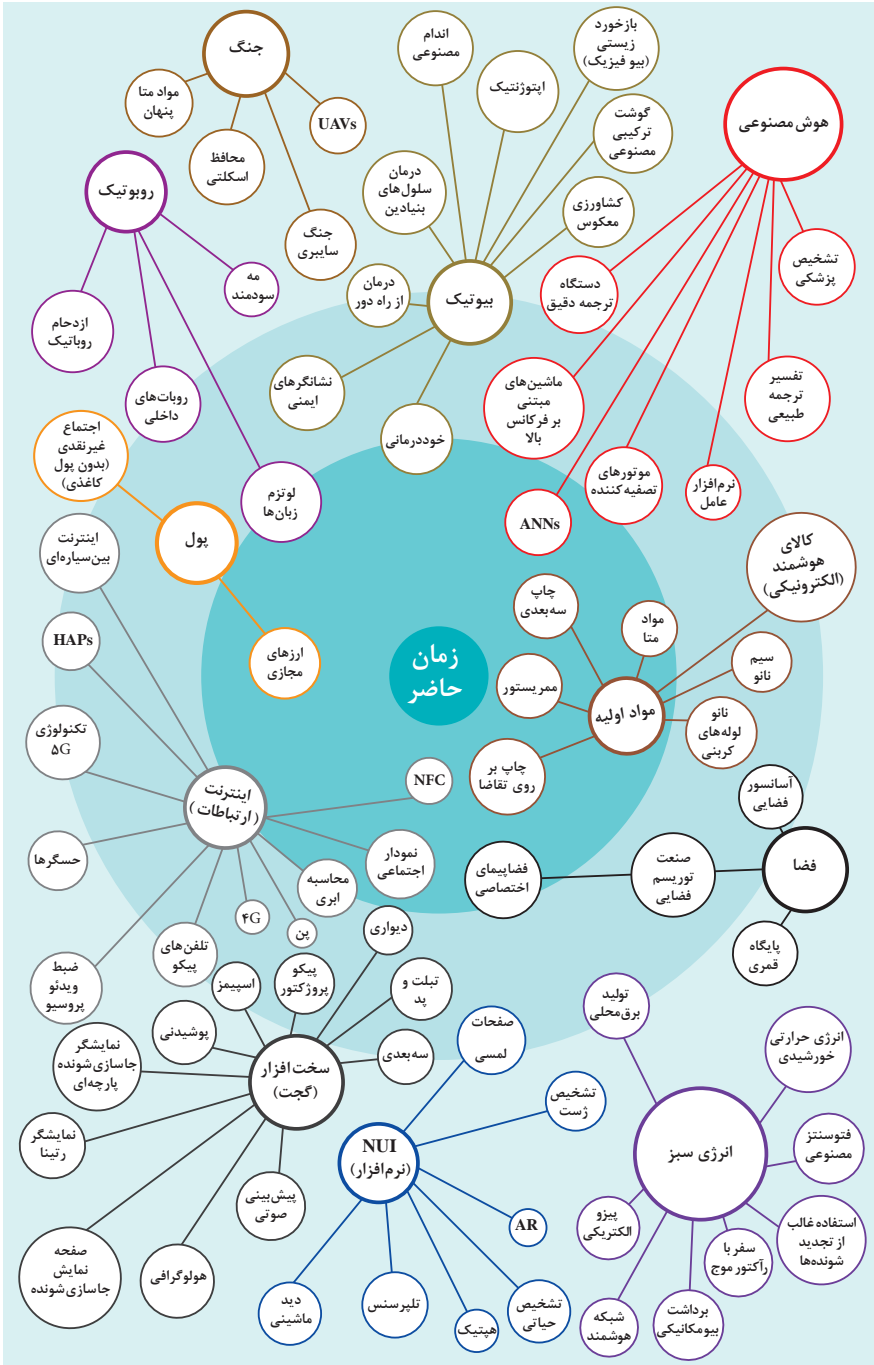 جنگ
مواد متا
پنهان
محافظ
اسکلتی
UAVs
جنگ
سایبری
روبوتیک
مه
سودمند
ازدحام
روباتیک
روبات‌های
داخلی
لوتزم
زبان‌ها
اندام
مصنوعی
اپتوژنتیک
بازخورد
زیستی
(بیو فیزیک)
گوشت
ترکیبی
مصنوعی
درمان
سلول‌های
بنیادین
کشاورزی
معکوس
بیوتیک
درمان
از راه دور
نشانگرهای
ایمنی
خوددرمانی
هوش مصنوعی
تشخیص
پزشکی
دستگاه
ترجمه دقیق
تفسیر
ترجمه
طبیعی
ماشین‌های
مبتنی
بر فرکانس
بالا
موتورهای
تصفیه‌کننده
نرم‌افزار
عامل
ANNs
اجتماع
غیرنقدی
(بدون پول
کاغذی)
پول
ارزهای
مجازی
زمان
حاضر
کالای
هوشمند
(الکترونیکی)
چاپ
سه‌بعدی
مواد
متا
سیم
نانو
ممریستور
مواد اولیه
نانو
لوله‌های
کربنی
چاپ بر
روی تقاضا
اینترنت
بین‌سیاره‌ای
HAPs
تکنولوژی
۵G
اینترنت
(ارتباطات)
NFC
حسگرها
نمودار
اجتماعی
محاسبه
ابری
۴G
پن
تلفن‌های
پیکو
ضبط
ویدئو
پروسیو
آسانسور
فضایی
فضا
صنعت
توریسم
فضایی
فضاپیمای
اختصاصی
پایگاه
قمری
دیواری
پیکو
پروژکتور
اسپیمز
تبلت و
پد
پوشیدنی
سه‌بعدی
سخت‌افزار
(گجت)
نمایشگر
جاسازی‌شونده
پارچه‌ای
نمایشگر
رتینا
پیش‌بینی
صوتی
هولوگرافی
صفحه
نمایش
جاسازی‌شونده
صفحات
لمسی
تشخیص
ژست
NUI
(نرم‌افزار)
AR
دید
ماشینی
تلپرسنس
هپتیک
تشخیص
حیاتی
تولید
برق‌محلی
انرژی حرارتی
خورشیدی
انرژی سبز
فتوسنتز
مصنوعی
پیزو
الکتریکی
استفاده غالب
از تجدید
شونده‌ها
سفر با
رآکتور موج
برداشت
بیومکانیکی
شبکه
هوشمند